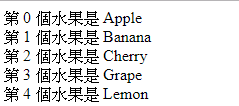 第 0 個水果是 Apple
第 1 個水果是 Banana
第 2 個水果是 Cherry
第 3 個水果是 Grape
第 4 個水果是 Lemon